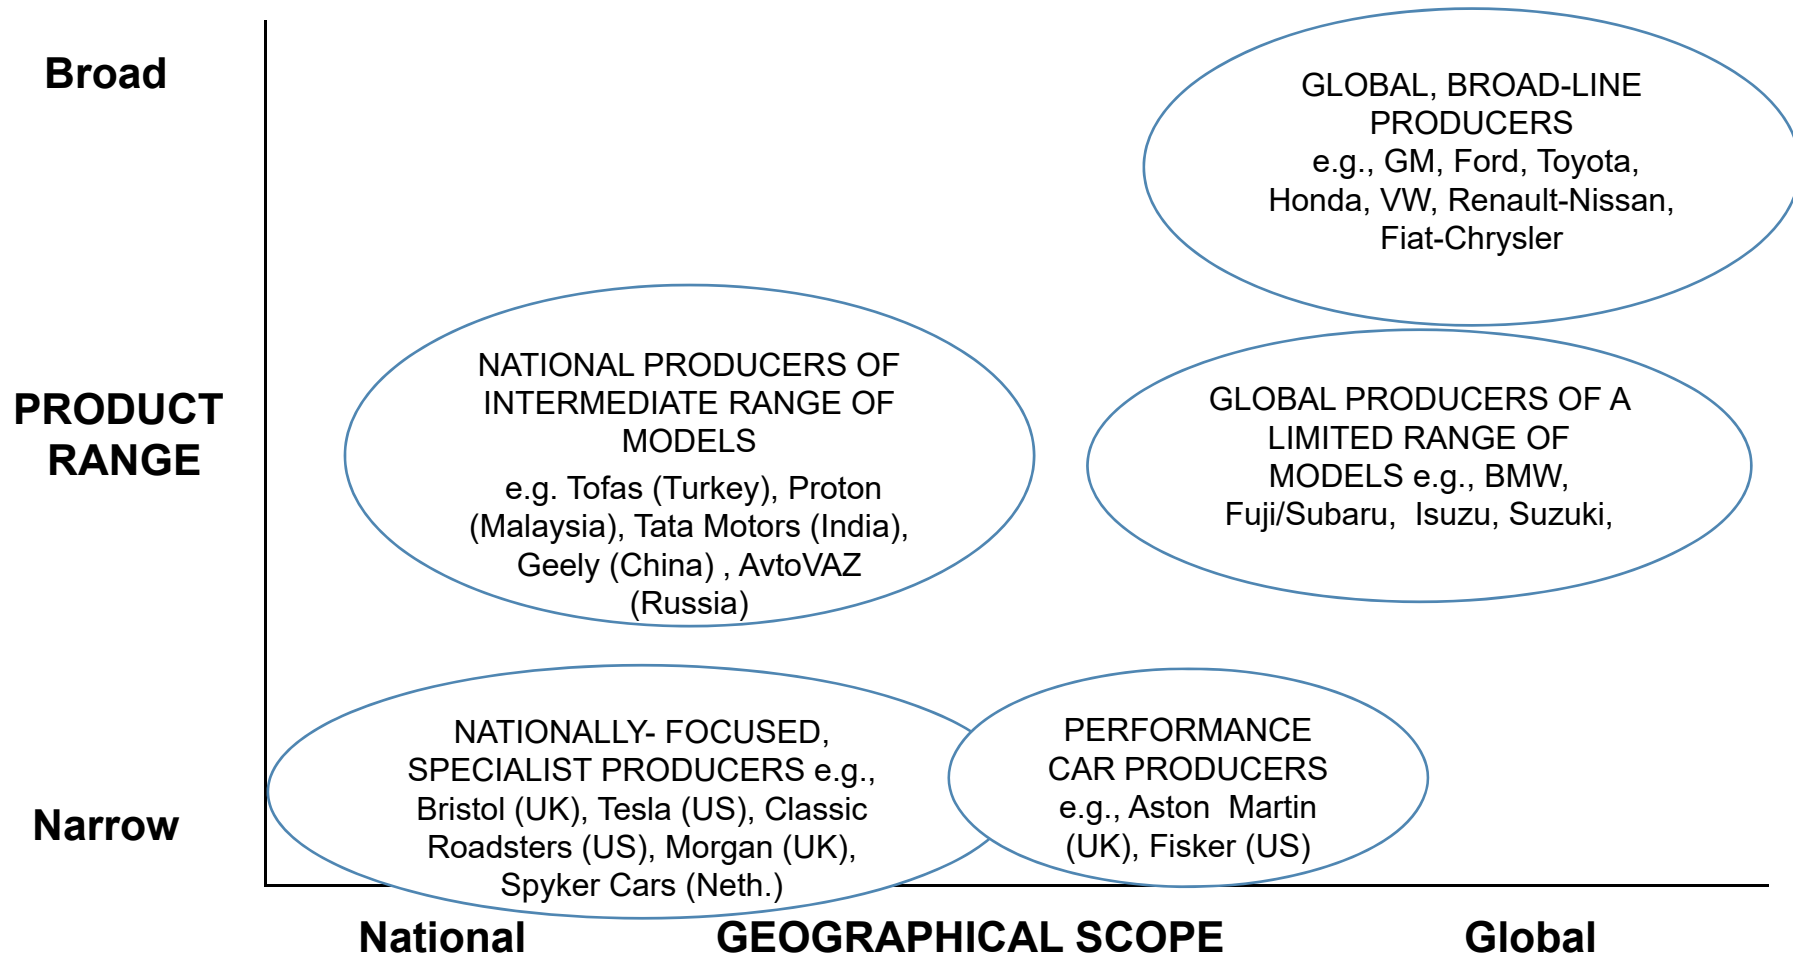 Broad
GLOBAL, BROAD-LINE
PRODUCERS
e.g., GM, Ford, Toyota,
Honda, VW, Renault-Nissan,
Fiat-Chrysler
NATIONAL PRODUCERS OF
INTERMEDIATE RANGE OF
MODELS
e.g. Tofas (Turkey), Proton
(Malaysia), Tata Motors (India),
Geely (China) , AvtoVAZ
(Russia)
PRODUCT
RANGE
GLOBAL PRODUCERS OF A
LIMITED RANGE OF
MODELS e.g., BMW,
Fuji/Subaru, Isuzu, Suzuki,
NATIONALLY- FOCUSED,
SPECIALIST PRODUCERS e.g.,
Bristol (UK), Tesla (US), Classic
Roadsters (US), Morgan (UK),
Spyker Cars (Neth.)
PERFORMANCE
CAR PRODUCERS
e.g., Aston Martin
(UK), Fisker (US)
Narrow
National
GEOGRAPHICAL SCOPE
Global